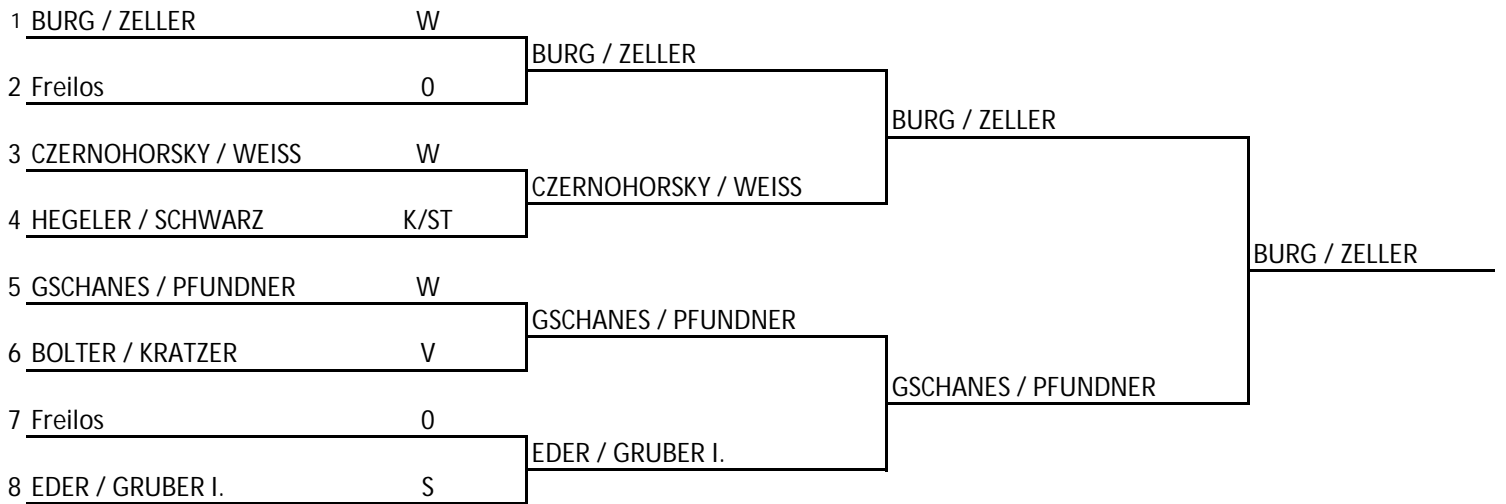 1 BURG / ZELLER W
BURG / ZELLER
2 Freilos 0
BURG / ZELLER
3 CZERNOHORSKY / WEISS W
CZERNOHORSKY / WEISS
4 HEGELER / SCHWARZ K/ST
BURG / ZELLER
5 GSCHANES / PFUNDNER W
GSCHANES / PFUNDNER
6 BOLTER / KRATZER V
GSCHANES / PFUNDNER
7 Freilos 0
EDER / GRUBER I.
8 EDER / GRUBER I. S